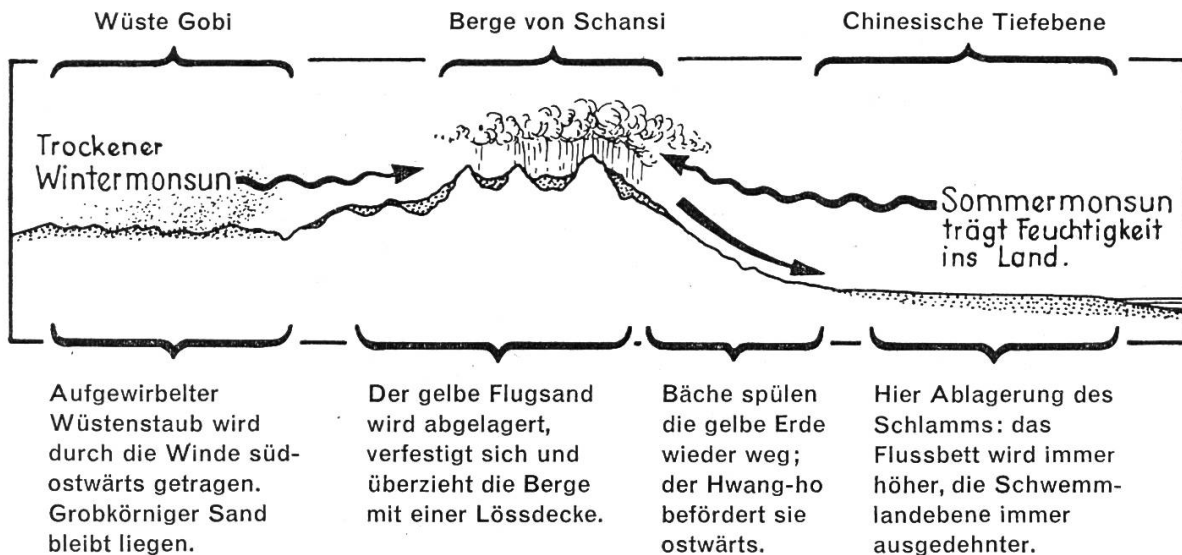 Wüste Gobi
Berge von Schansi
Chinesische Tiefebene
Trockener
Wintermonsun
Sommermonsun
trägt Feuchtigkeit
ins Land.
Aufgewirbelter
Wüstenstaub wird
durch die Winde süd-
ostwärts getragen.
Grobkörniger Sand
bleibt liegen.
Der gelbe Flugsand
wird abgelagert,
verfestigt sich und
überzieht die Berge
mit einer Lössdecke.
Bäche spülen
die gelbe Erde
wieder weg;
der Hwang-ho
befördert sie
ostwärts.
Hier Ablagerung des
Schlamms: das
Flussbett wird immer
höher, die Schwemm-
landebene immer
ausgedehnter.